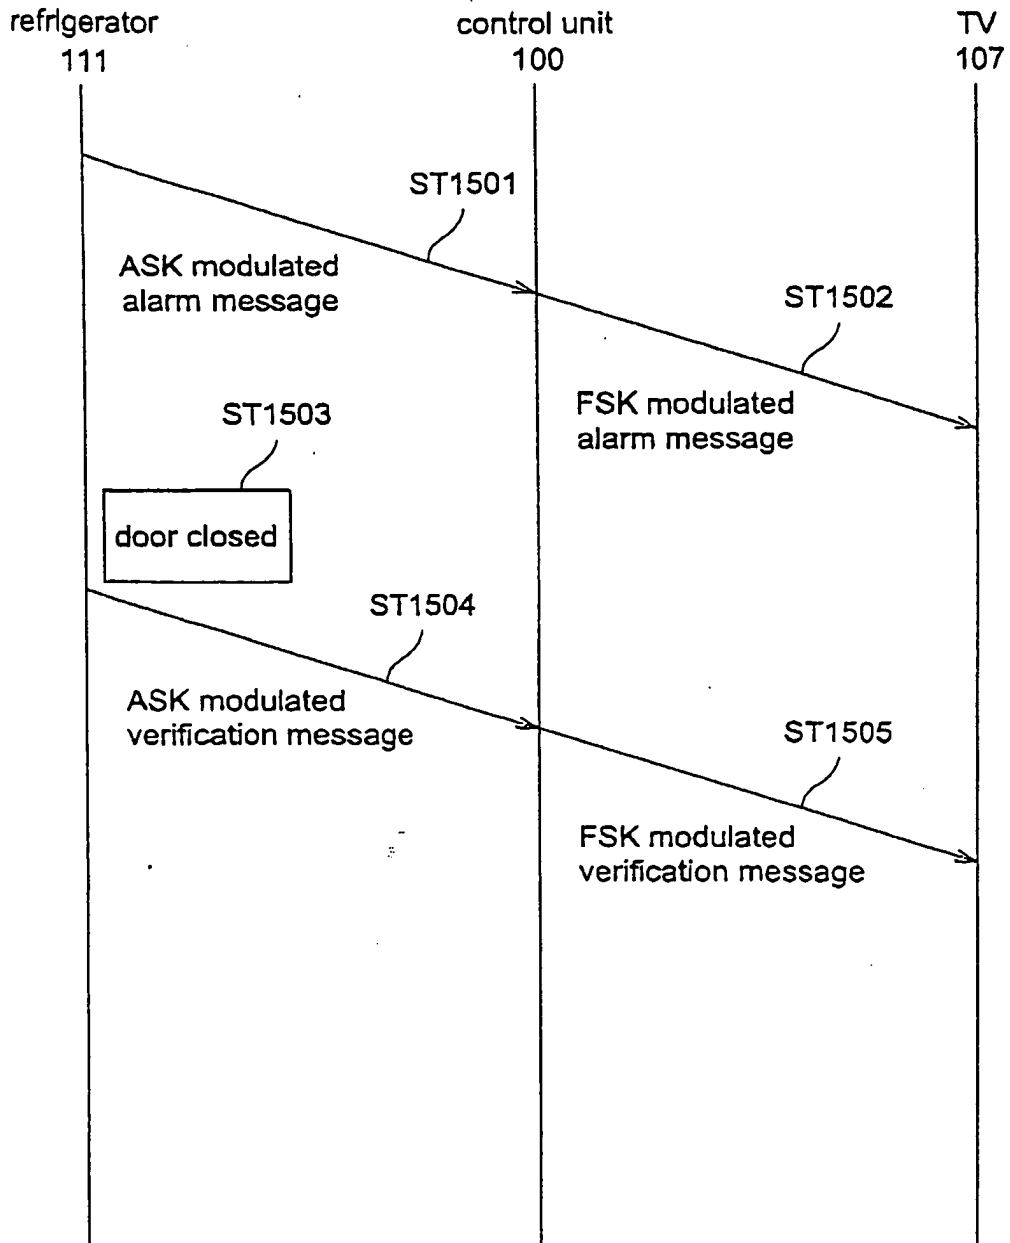 refrigerator
111
control unit
100
TV
107
ST1501
ASK modulated
alarm message
ST1502
FSK modulated
alarm message
ST1503
door closed
ST1504
ASK modulated
verification message
ST1505
FSK modulated
verification message